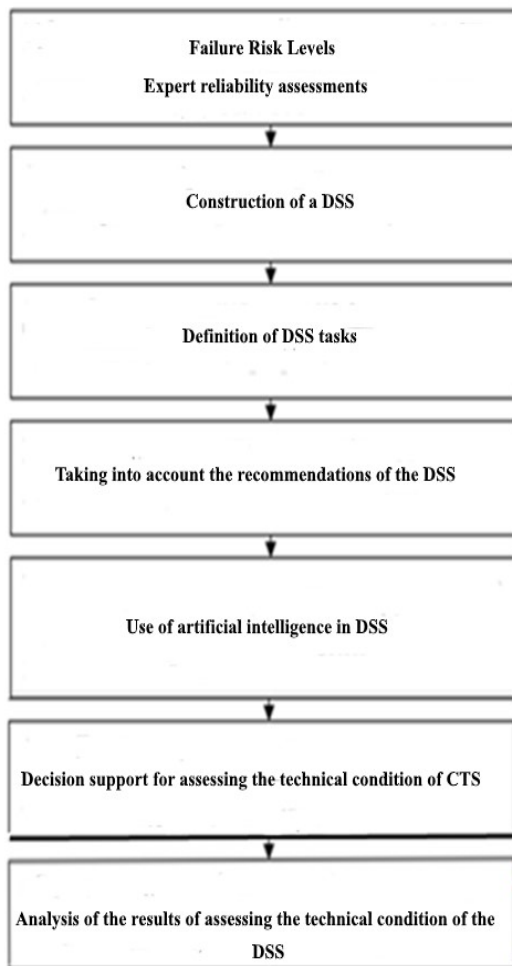 Failure Risk Levels
Expert reliability assessments
Construction of a DSS
Definition of DSS tasks
Taking into account the recommendations of the DSS
Use of artificial intelligence in DSS
Decision support for assessing the technical condition of CTS
Analysis of the results of assessing the technical condition of the
DSS